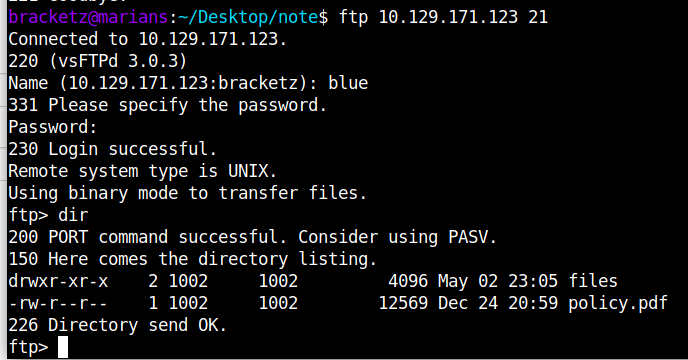 bracketz@marians:~/Desktop/note$ ftp 10.129.171.123 21
Connected to 10.129.171.123.
220 (vsFTPd 3.0.3)
Name (10.129.171.123:bracketz): blue
331 Please specify the password.
Password:
230 Login successful.
Remote system type is UNIX.
Using binary mode to transfer files.
ftp> dir
200 PORT command successful. Consider using PASV.
150 Here comes the directory listing.
drwxr-xr-x    2 1002     1002         4096 May 02 23:05 files
-rw-r--r--    1 1002     1002        12569 Dec 24 20:59 policy.pdf
226 Directory send OK.
ftp>